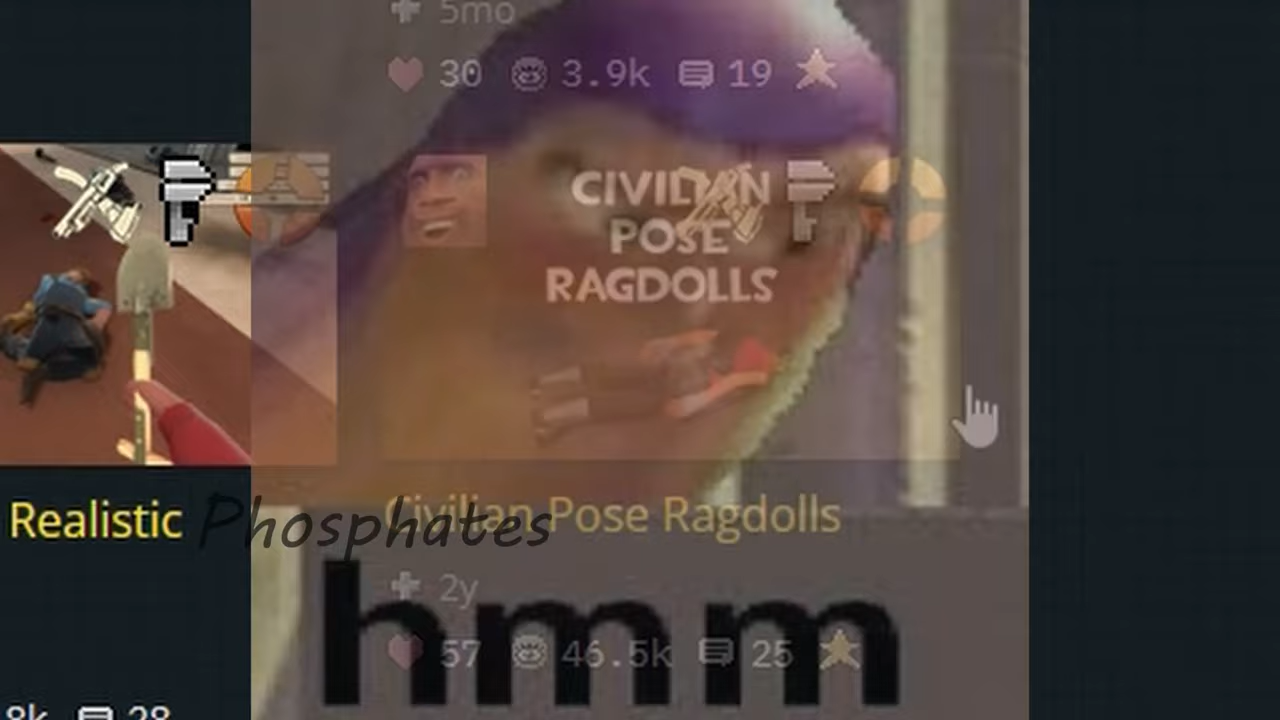 5mo
30 3.9k 19
CIVILIAN
POSE
RAGDOLLS
Realistic
Phosphates
Civilian Pose Ragdolls
2y
hmm
57 46.5k 25
8k 28